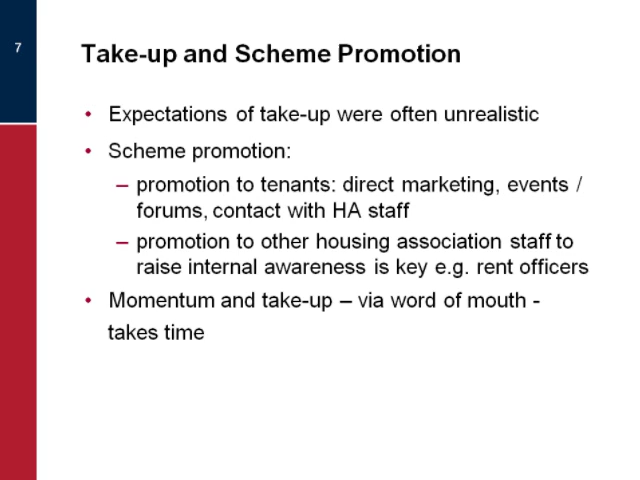 7
Take-up and Scheme Promotion
• Expectations of take-up were often unrealistic
• Scheme promotion:
– promotion to tenants: direct marketing, events /
forums, contact with HA staff
– promotion to other housing association staff to
raise internal awareness is key e.g. rent officers
• Momentum and take-up – via word of mouth -
takes time